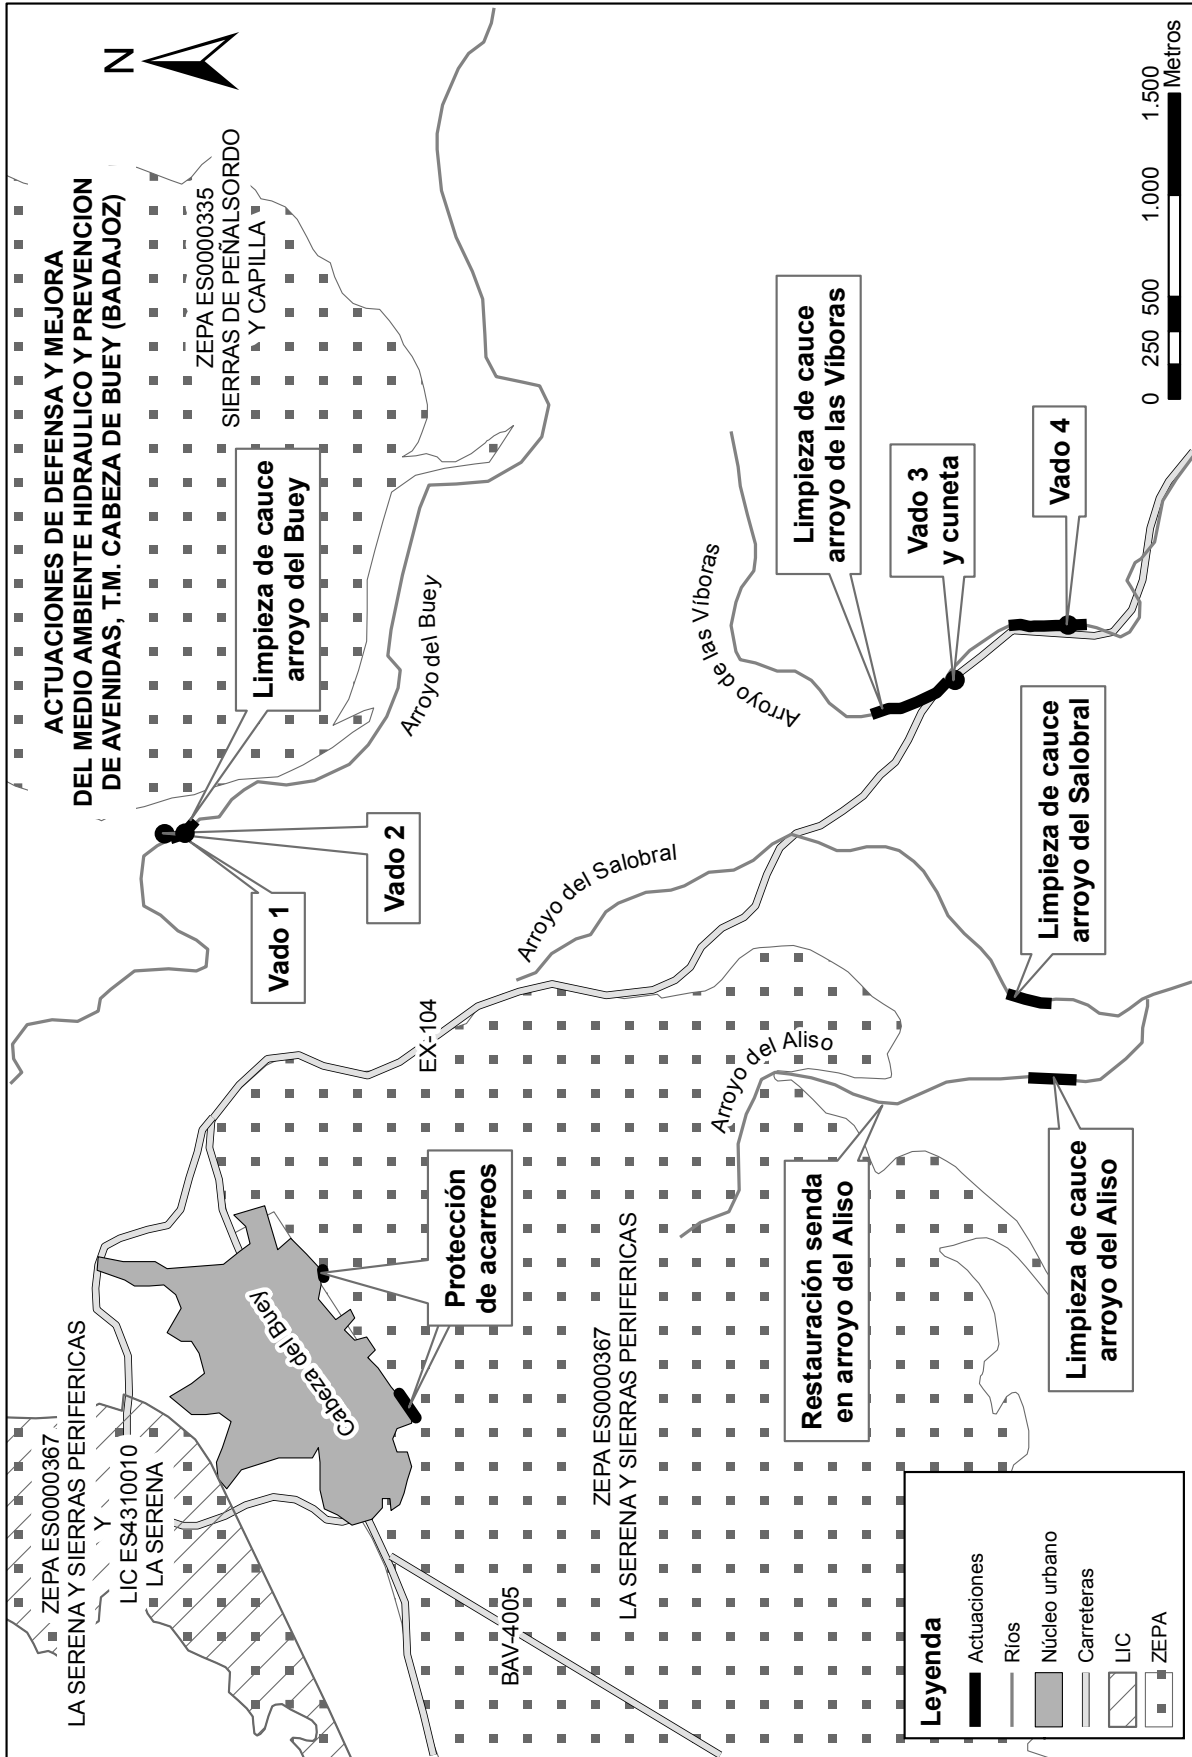 ACTUACIONES DE DEFENSA Y MEJORA
DEL MEDIO AMBIENTE HIDRAULICO Y PREVENCION
DE AVENIDAS, T.M. CABEZA DE BUEY (BADAJOZ)
N
ZEPA ES0000367
LA SERENA Y SIERRAS PERIFERICAS
Y
LIC ES4310010
LA SERENA
ZEPA ES0000335
SIERRAS DE PEÑALSORDO
Y CAPILLA
Limpieza de cauce
arroyo del Buey
Vado 1
Vado 2
Arroyo del Buey
Cabeza del Buey
EX-104
Protección
de acarreos
BAV-4005
ZEPA ES0000367
LA SERENA Y SIERRAS PERIFERICAS
Arroyo del Salobral
Arroyo de las Víboras
Limpieza de cauce
arroyo de las Víboras
Vado 3
y cuneta
Vado 4
Arroyo del Aliso
Restauración senda
en arroyo del Aliso
Limpieza de cauce
arroyo del Salobral
Limpieza de cauce
arroyo del Aliso
Leyenda
Actuaciones
Ríos
Núcleo urbano
Carreteras
LIC
ZEPA
0 250 500 1.000 1.500
Metros